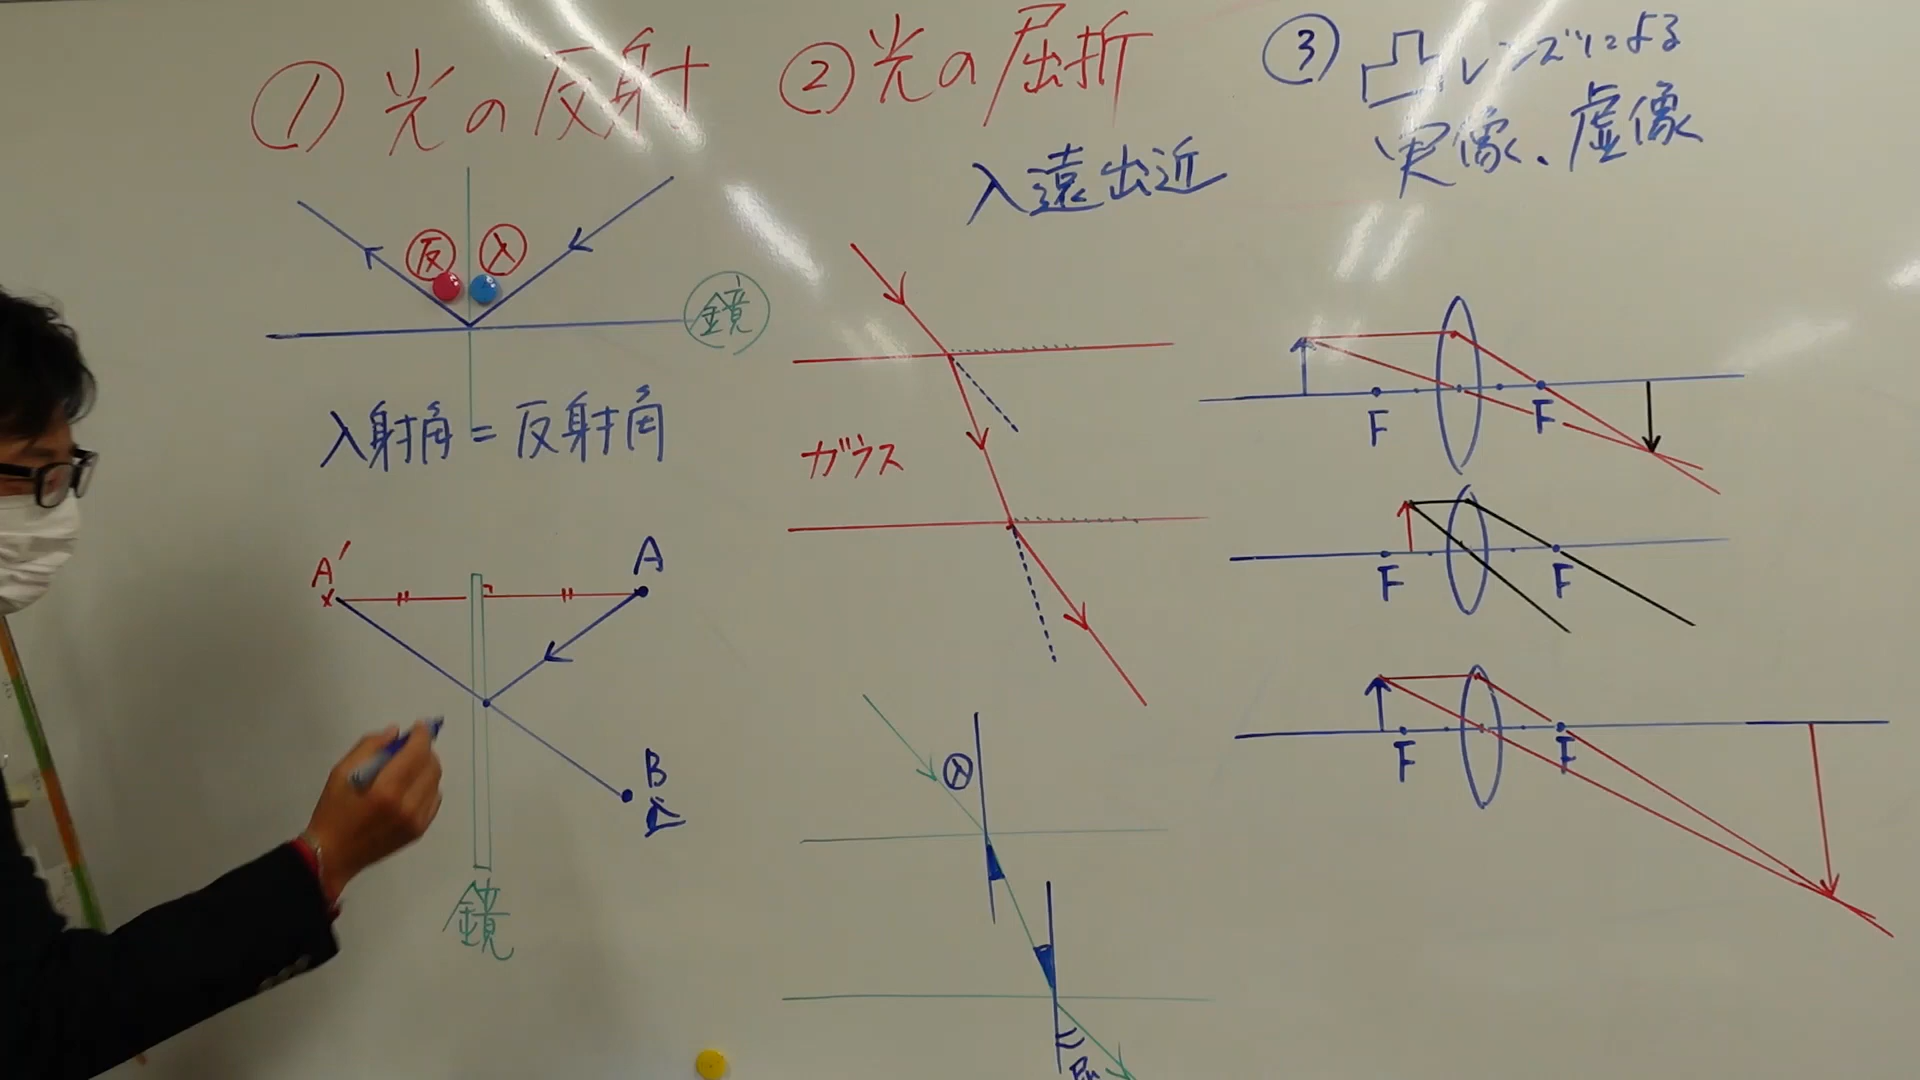 ① 光の反射
反 入
鏡
入射角 = 反射角
A' A
B
鏡
② 光の屈折
入遠出近
ガラス
入
③ 凸レンズによる
実像、虚像
F F
F F
F F